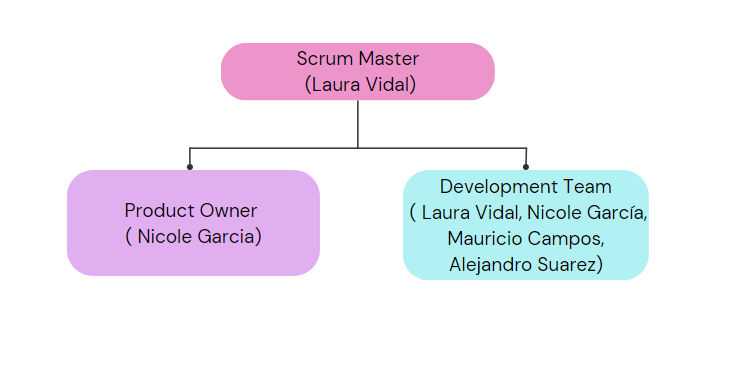 Scrum Master
(Laura Vidal)
Product Owner
( Nicole Garcia)
Development Team
( Laura Vidal, Nicole García,
Mauricio Campos,
Alejandro Suarez)